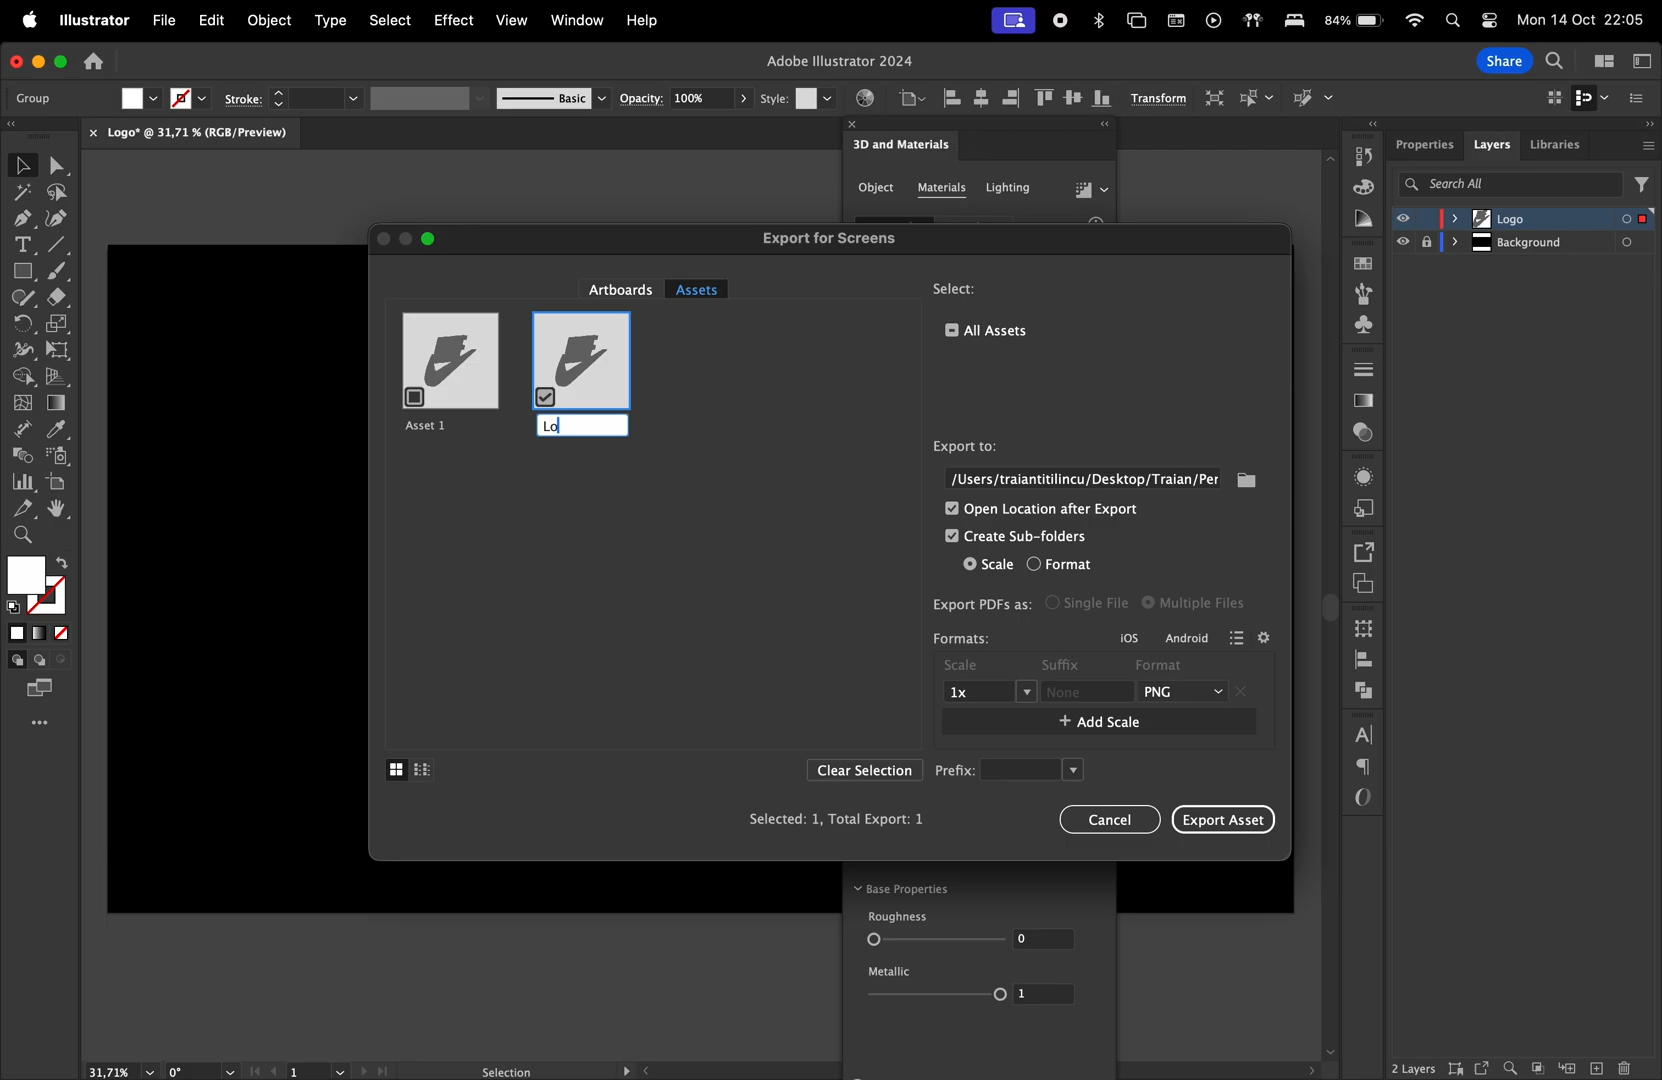 Illustrator File Edit Object Type Select Effect View Window Help 84% Mon 14 Oct 22:05
Adobe Illustrator 2024 Share
Group Stroke: Basic Opacity: 100% Style: Transform
Logo* @ 31,71 % (RGB/Preview)
3D and Materials
Object Materials Lighting
Properties Layers Libraries
Search All
Logo
Background
Export for Screens
Artboards Assets
Asset 1
Lo
Select:
All Assets
Export to:
/Users/traiantitilincu/Desktop/Traian/Per
Open Location after Export
Create Sub-folders
Scale Format
Export PDFs as: Single File Multiple Files
Formats: iOS Android
Scale Suffix Format
1x None PNG
+ Add Scale
Clear Selection Prefix:
Selected: 1, Total Export: 1 Cancel Export Asset
Base Properties
Roughness
0
Metallic
1
31,71% 0° 1 Selection 2 Layers